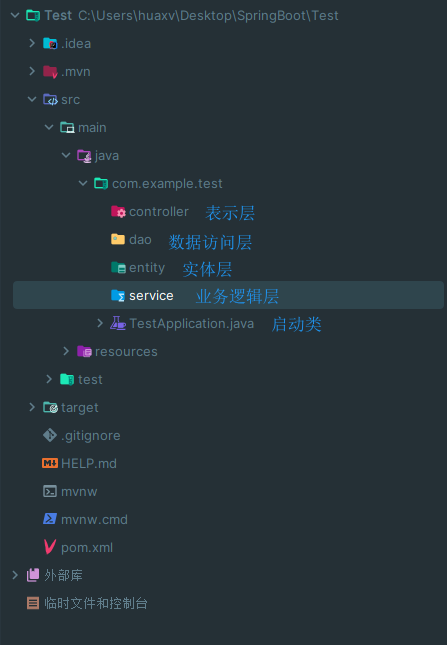 Test C:\Users\huaxv\Desktop\SpringBoot\Test
.idea
.mvn
src
main
java
com.example.test
controller 表示层
dao 数据访问层
entity 实体层
service 业务逻辑层
TestApplication.java 启动类
resources
test
target
.gitignore
HELP.md
mvnw
mvnw.cmd
pom.xml
外部库
临时文件和控制台